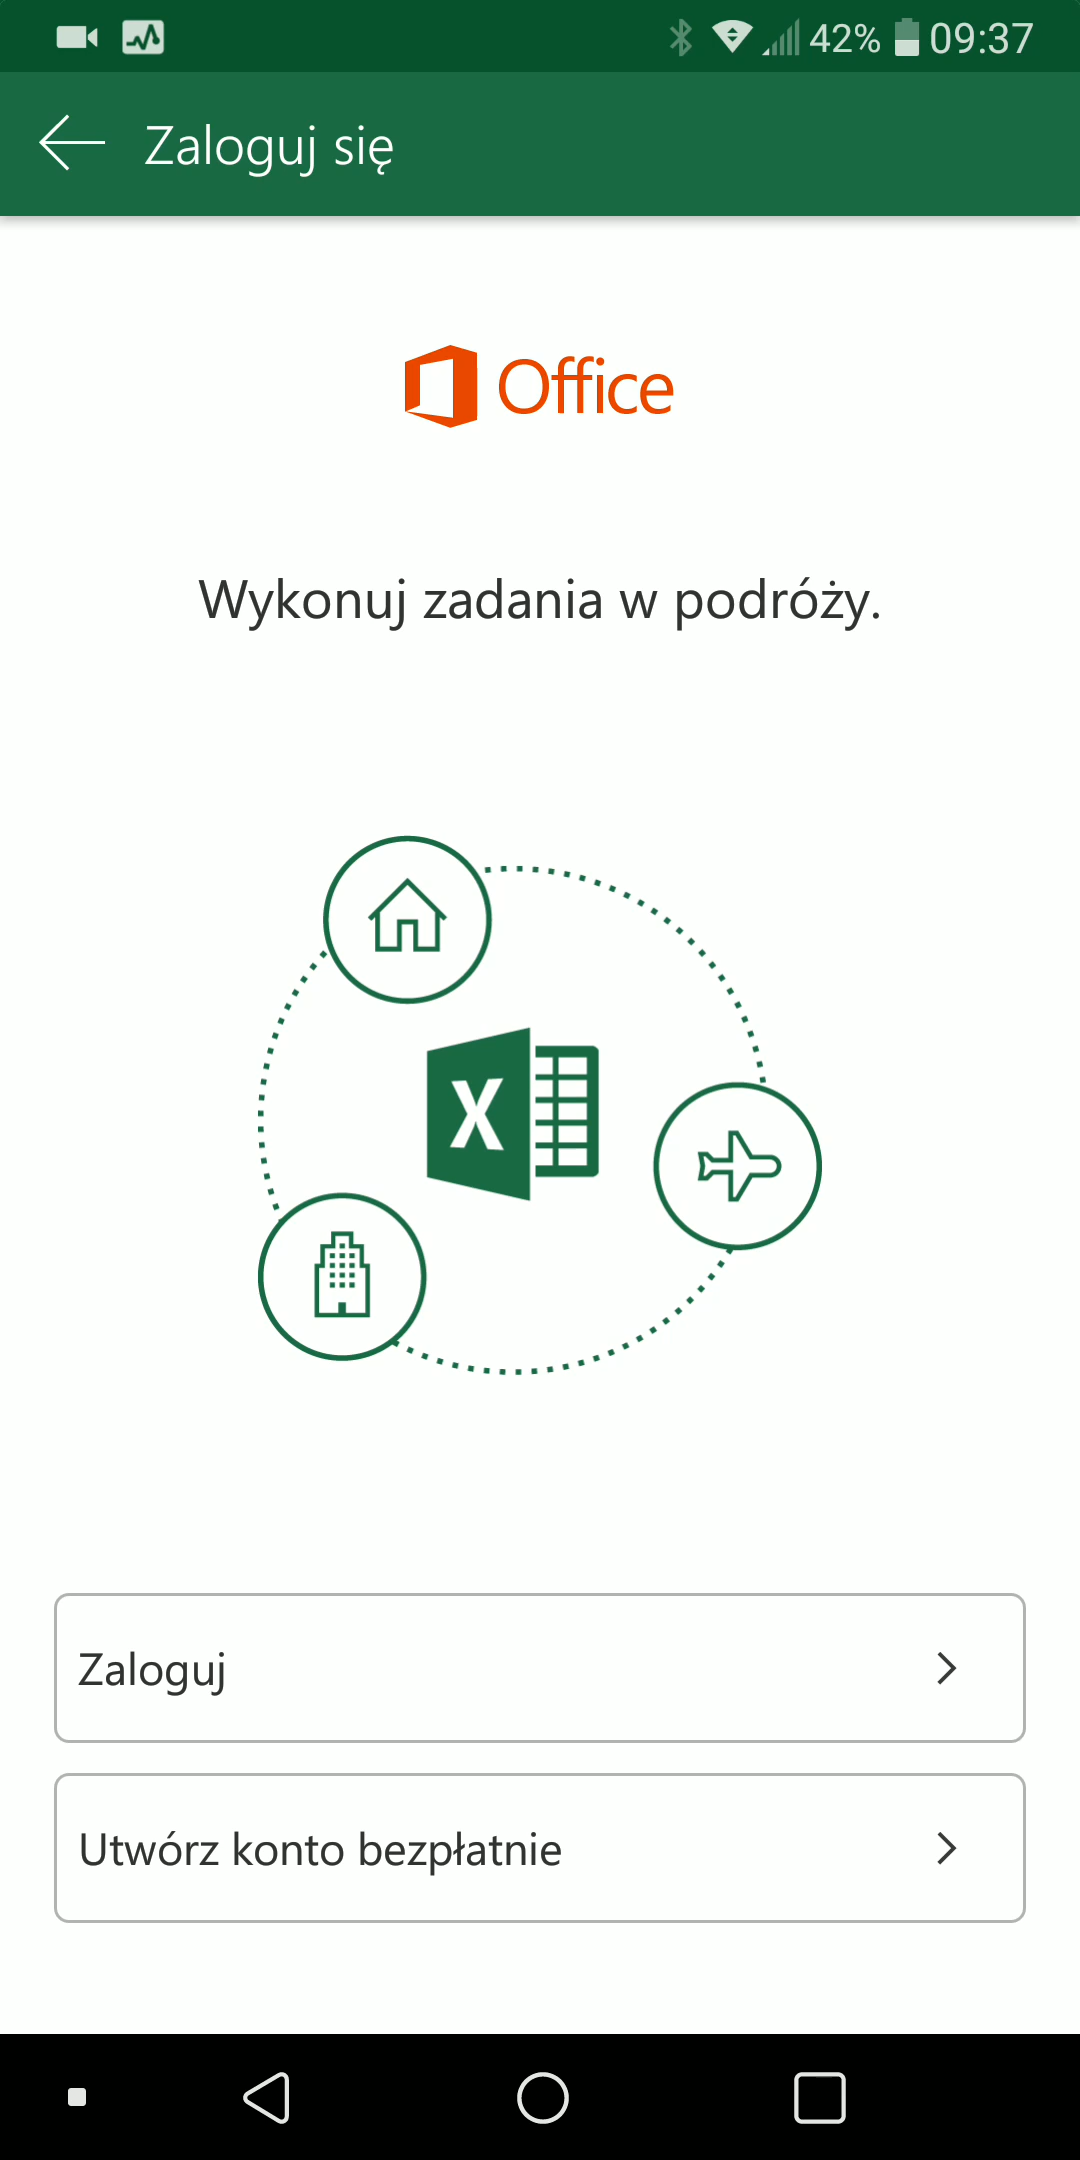 42% 09:37
Zaloguj się
Office
Wykonuj zadania w podróży.
X
Zaloguj
Utwórz konto bezpłatnie